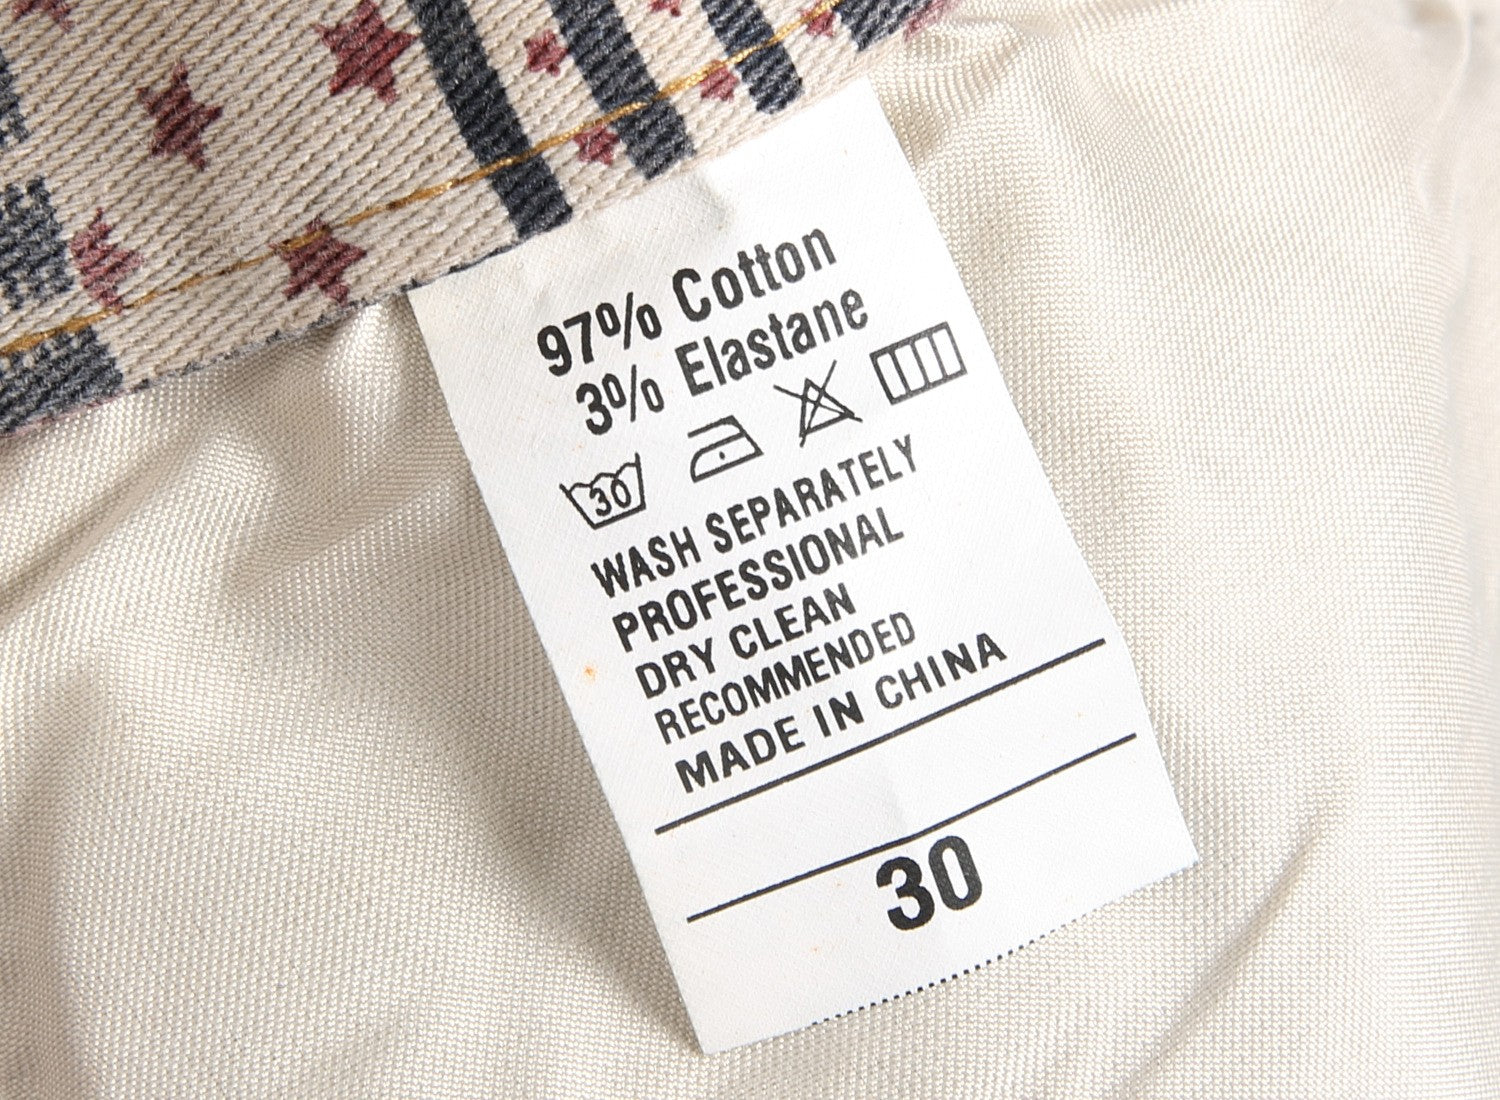 97% Cotton
3% Elastane
30
WASH SEPARATELY
PROFESSIONAL
DRY CLEAN
RECOMMENDED
MADE IN CHINA
30